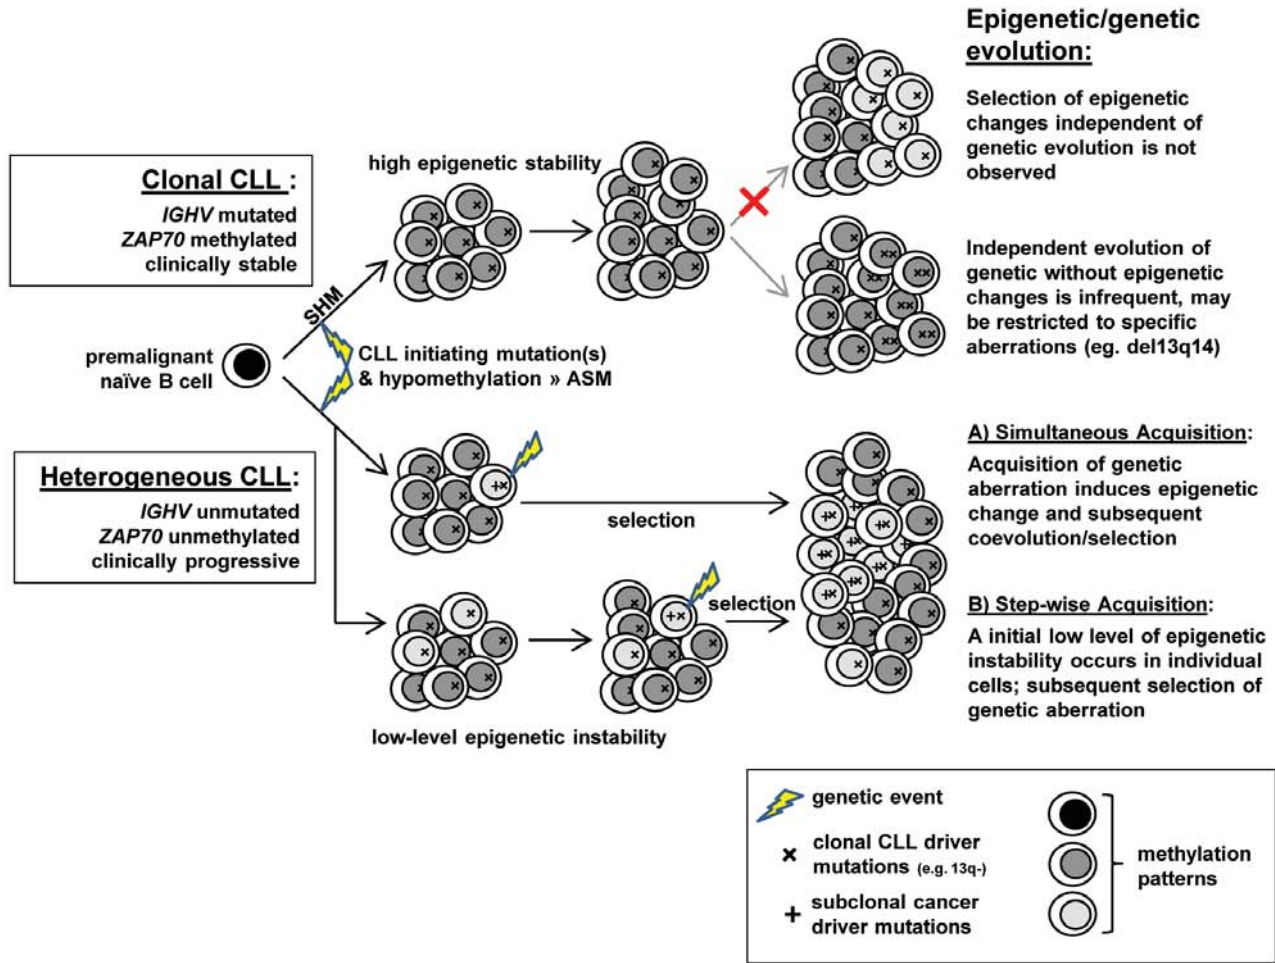 Epigenetic/genetic
evolution:
Selection of epigenetic
changes independent of
genetic evolution is not
observed
Clonal CLL :
IGHV mutated
ZAP70 methylated
clinically stable
high epigenetic stability
Independent evolution of
genetic without epigenetic
changes is infrequent, may
be restricted to specific
aberrations (eg. del13q14)
SHM
premalignant
naïve B cell
CLL initiating mutation(s)
& hypomethylation » ASM
Heterogeneous CLL:
IGHV unmutated
ZAP70 unmethylated
clinically progressive
selection
A) Simultaneous Acquisition:
Acquisition of genetic
aberration induces epigenetic
change and subsequent
coevolution/selection
selection
B) Step-wise Acquisition:
A initial low level of epigenetic
instability occurs in individual
cells; subsequent selection of
genetic aberration
low-level epigenetic instability
genetic event
clonal CLL driver
mutations (e.g. 13q-)
subclonal cancer
driver mutations
methylation
patterns